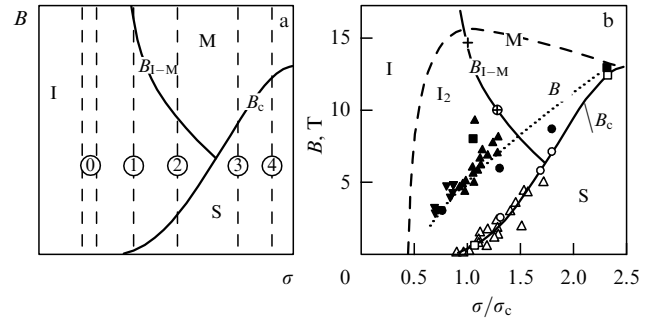 B
a
M
I
B_{I–M}
B_c
0
1
2
3
4
S
σ
b
15
M
I
I_2
B_{I–M}
B
10
B_c
B, T
5
S
0
0.5
1.0
1.5
2.0
2.5
σ/σ_c